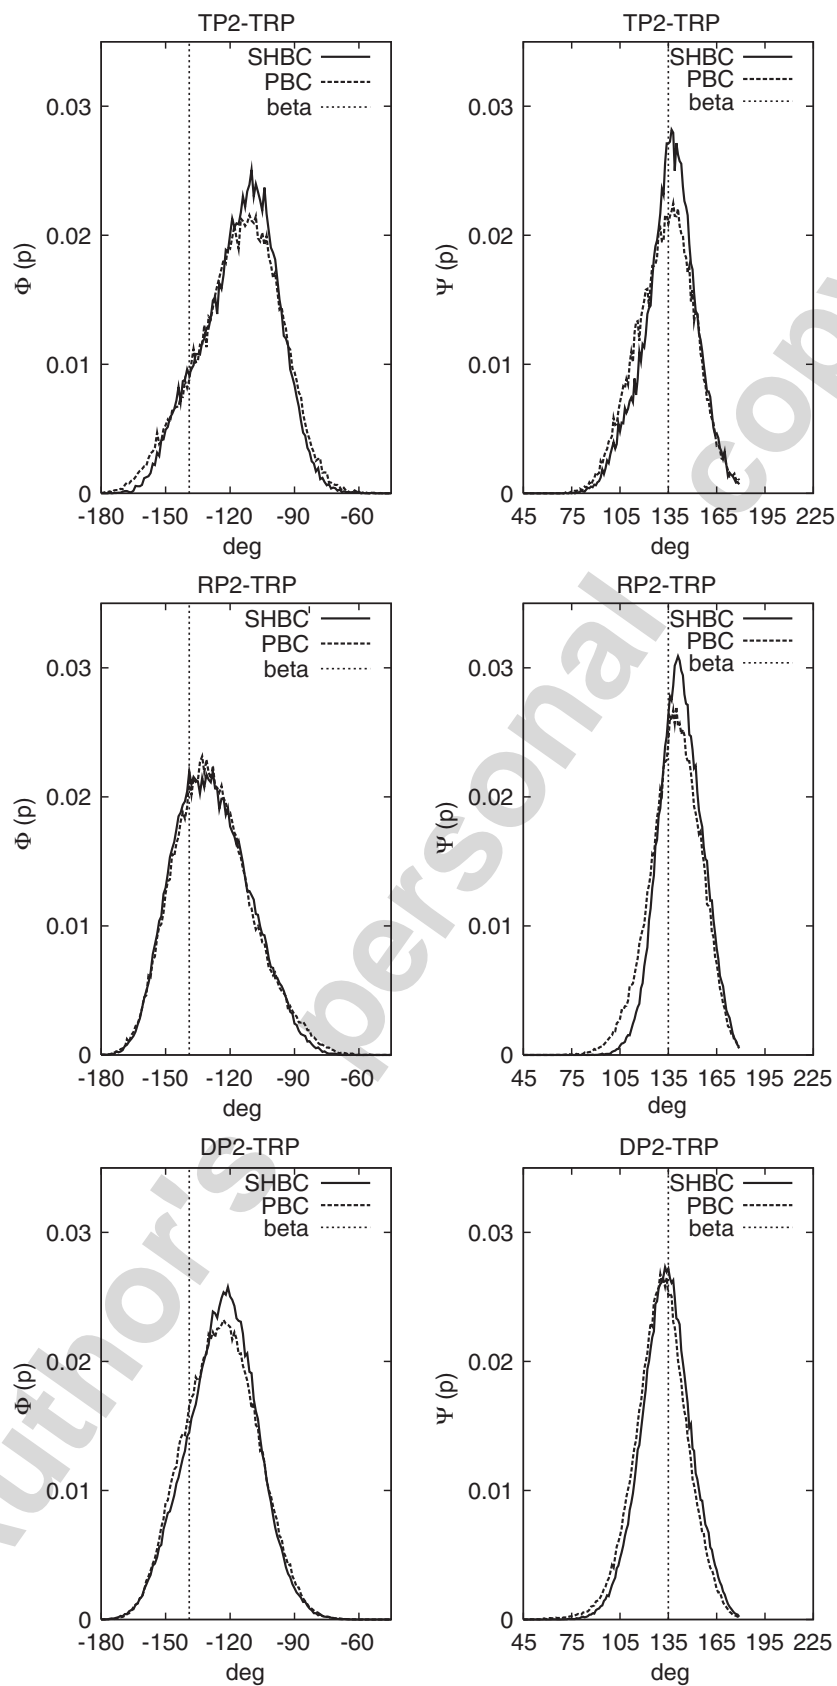 TP2-TRP
SHBC
PBC
beta
0.03
0.02
0.01
0
Φ (p)
-180 -150 -120 -90 -60
deg
TP2-TRP
SHBC
PBC
beta
0.03
0.02
0.01
0
Ψ (p)
45 75 105 135 165 195 225
deg
RP2-TRP
SHBC
PBC
beta
0.03
0.02
0.01
0
Φ (p)
-180 -150 -120 -90 -60
deg
RP2-TRP
SHBC
PBC
beta
0.03
0.02
0.01
0
Ψ (p)
45 75 105 135 165 195 225
deg
DP2-TRP
SHBC
PBC
beta
0.03
0.02
0.01
0
Φ (p)
-180 -150 -120 -90 -60
deg
DP2-TRP
SHBC
PBC
beta
0.03
0.02
0.01
0
Ψ (p)
45 75 105 135 165 195 225
deg
Author's personal copy